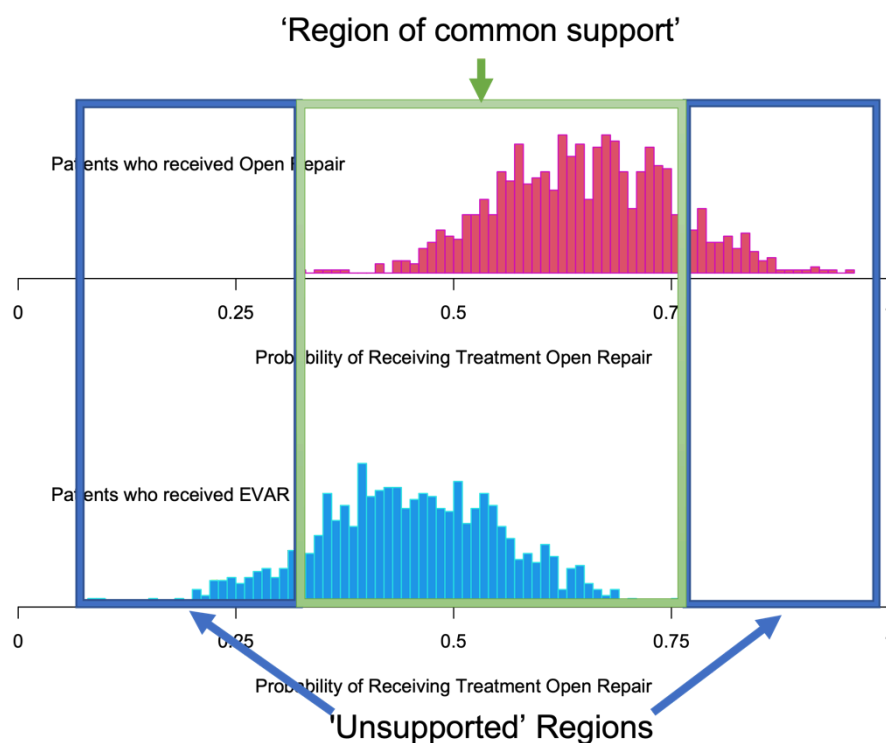 ‘Region of common support’
Patients who received Open Repair
0 0.25 0.5 0.7
Probability of Receiving Treatment Open Repair
Patients who received EVAR
0 0.25 0.5 0.75
Probability of Receiving Treatment Open Repair
'Unsupported’ Regions